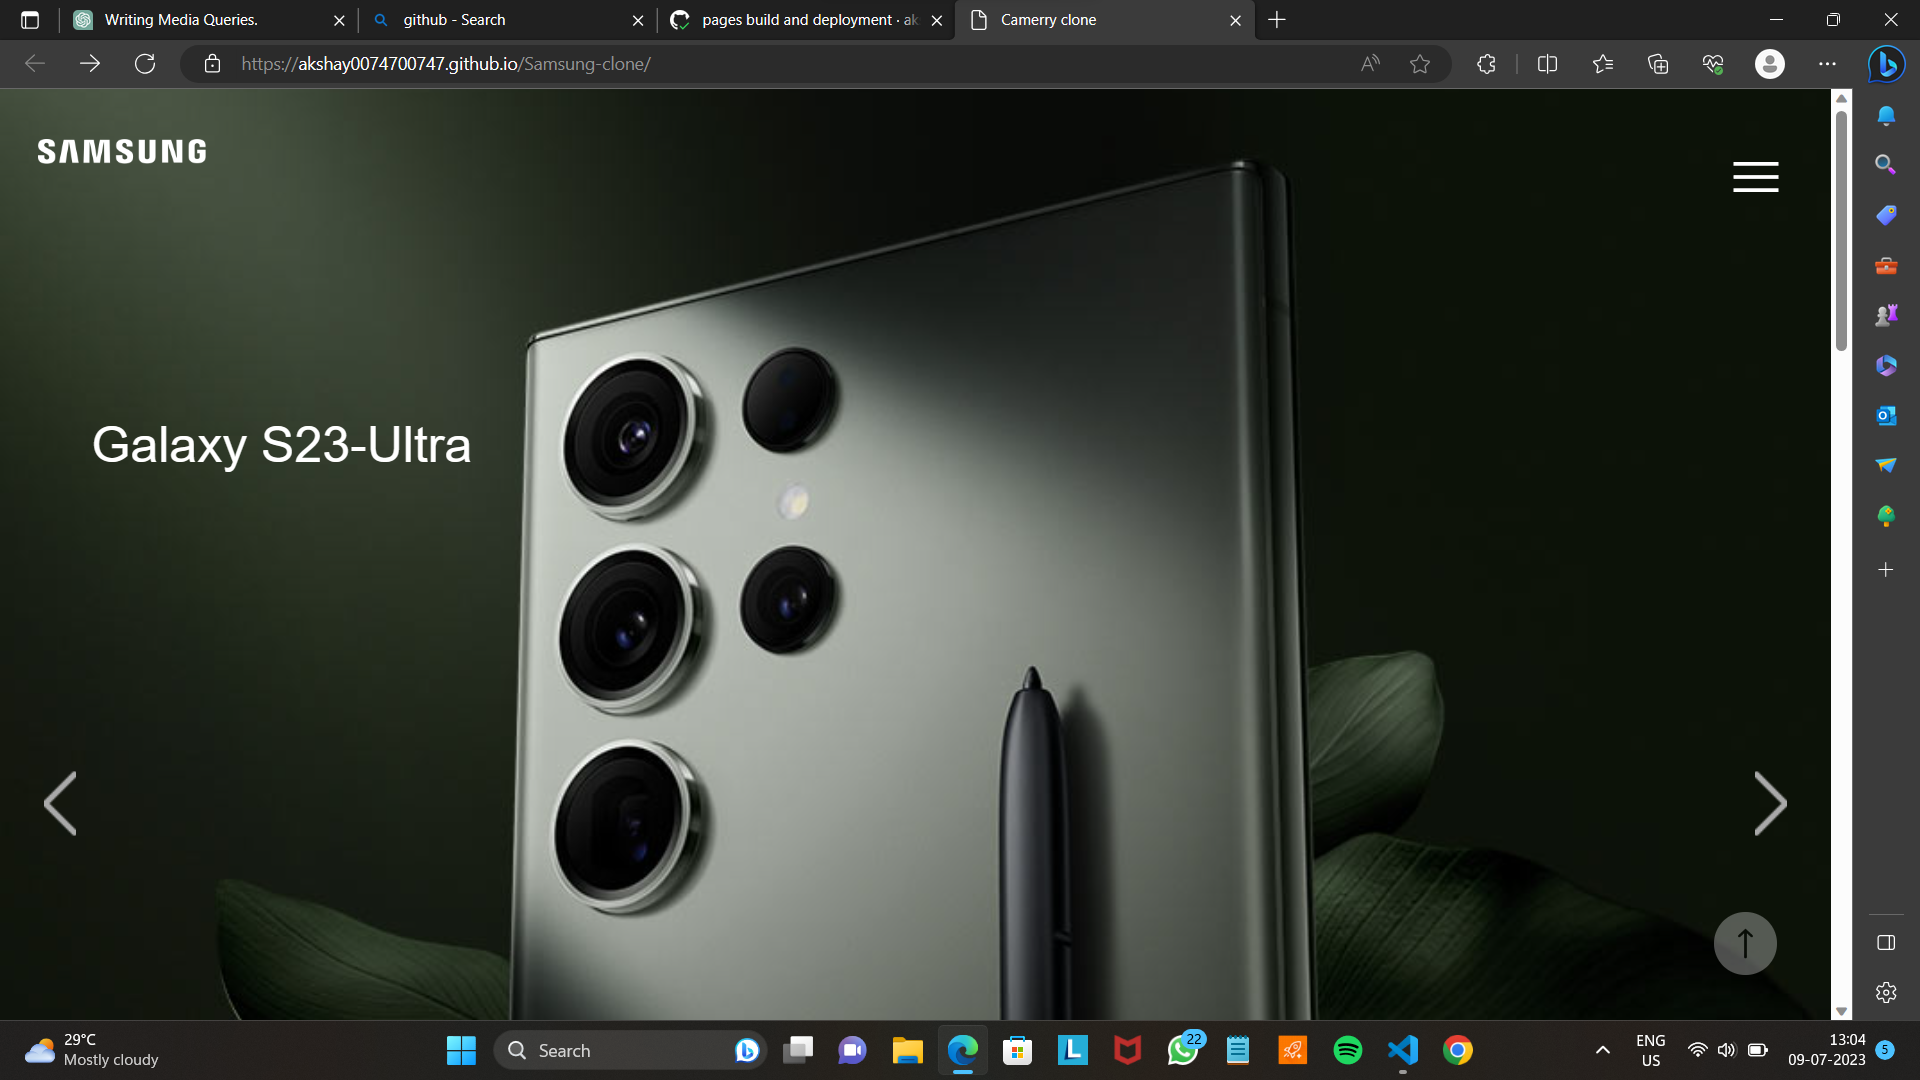 Writing Media Queries.
github - Search
pages build and deployment · ak
Camerry clone
https://akshay0074700747.github.io/Samsung-clone/
SAMSUNG
Galaxy S23-Ultra
29°C
Mostly cloudy
Search
22
ENG
US
13:04
09-07-2023
5